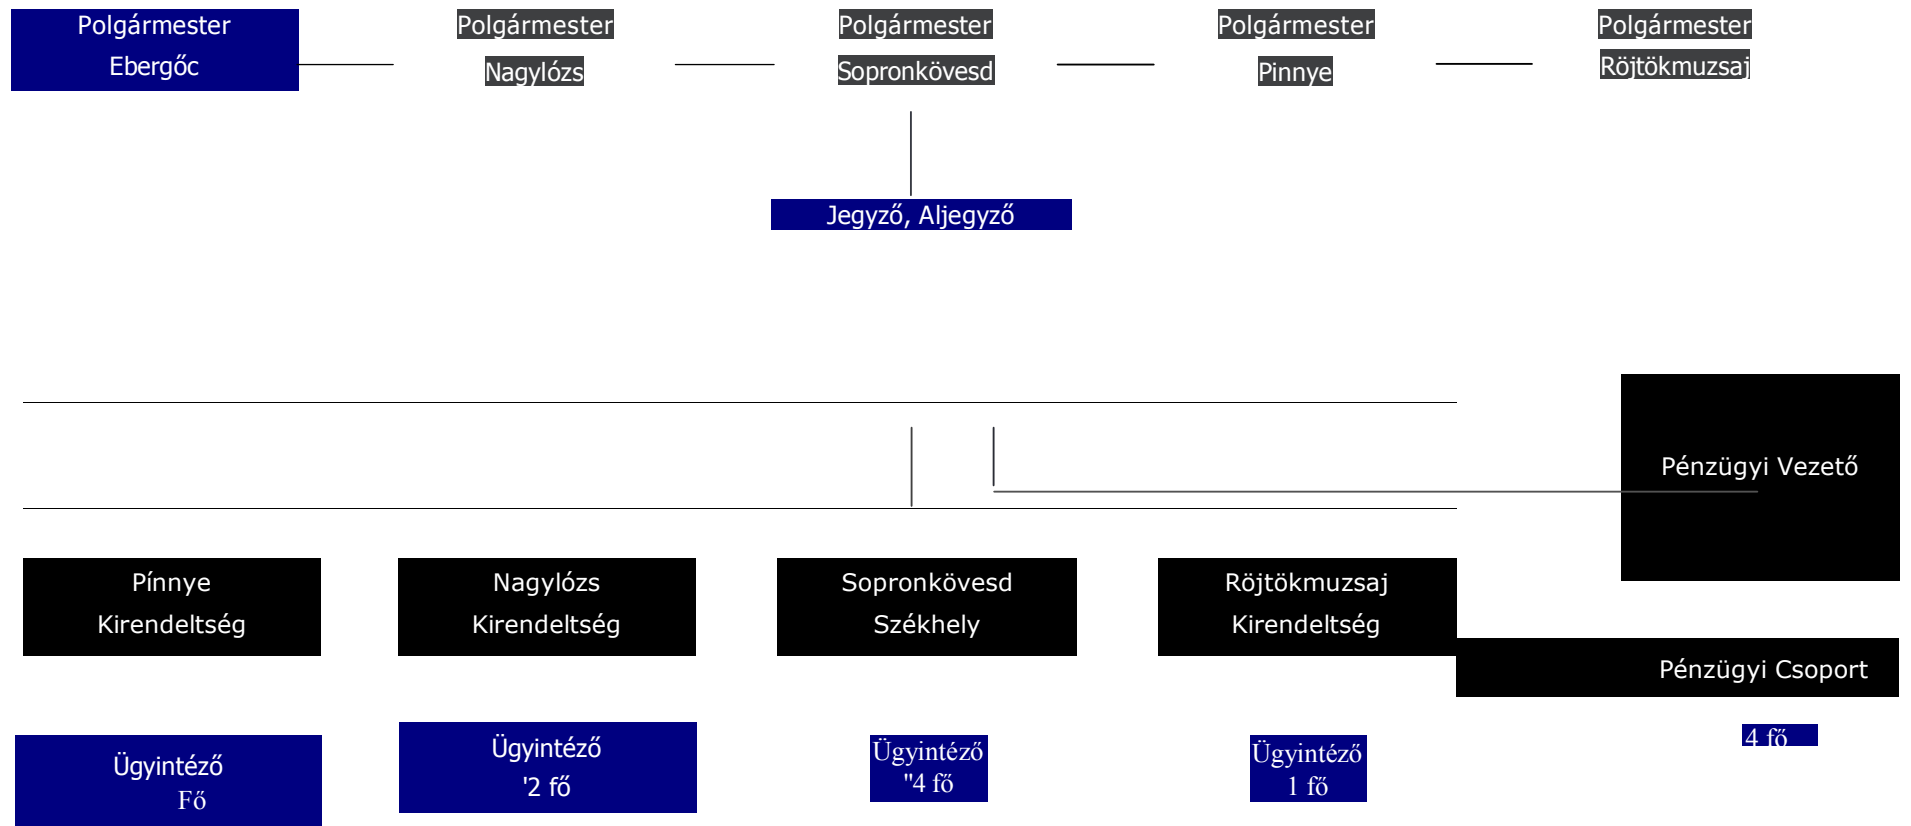 Polgármester
Ebergőc
Polgármester
Nagylózs
Polgármester
Sopronkövesd
Polgármester
Pinnye
Polgármester
Röjtökmuzsaj
Jegyző, Aljegyző
Pénzügyi Vezető
Pínnye
Kirendeltség
Nagylózs
Kirendeltség
Sopronkövesd
Székhely
Röjtökmuzsaj
Kirendeltség
Pénzügyi Csoport
Ügyintéző
Fő
Ügyintéző
'2 fő
Ügyintéző
"4 fő
Ügyintéző
1 fő
4 fő